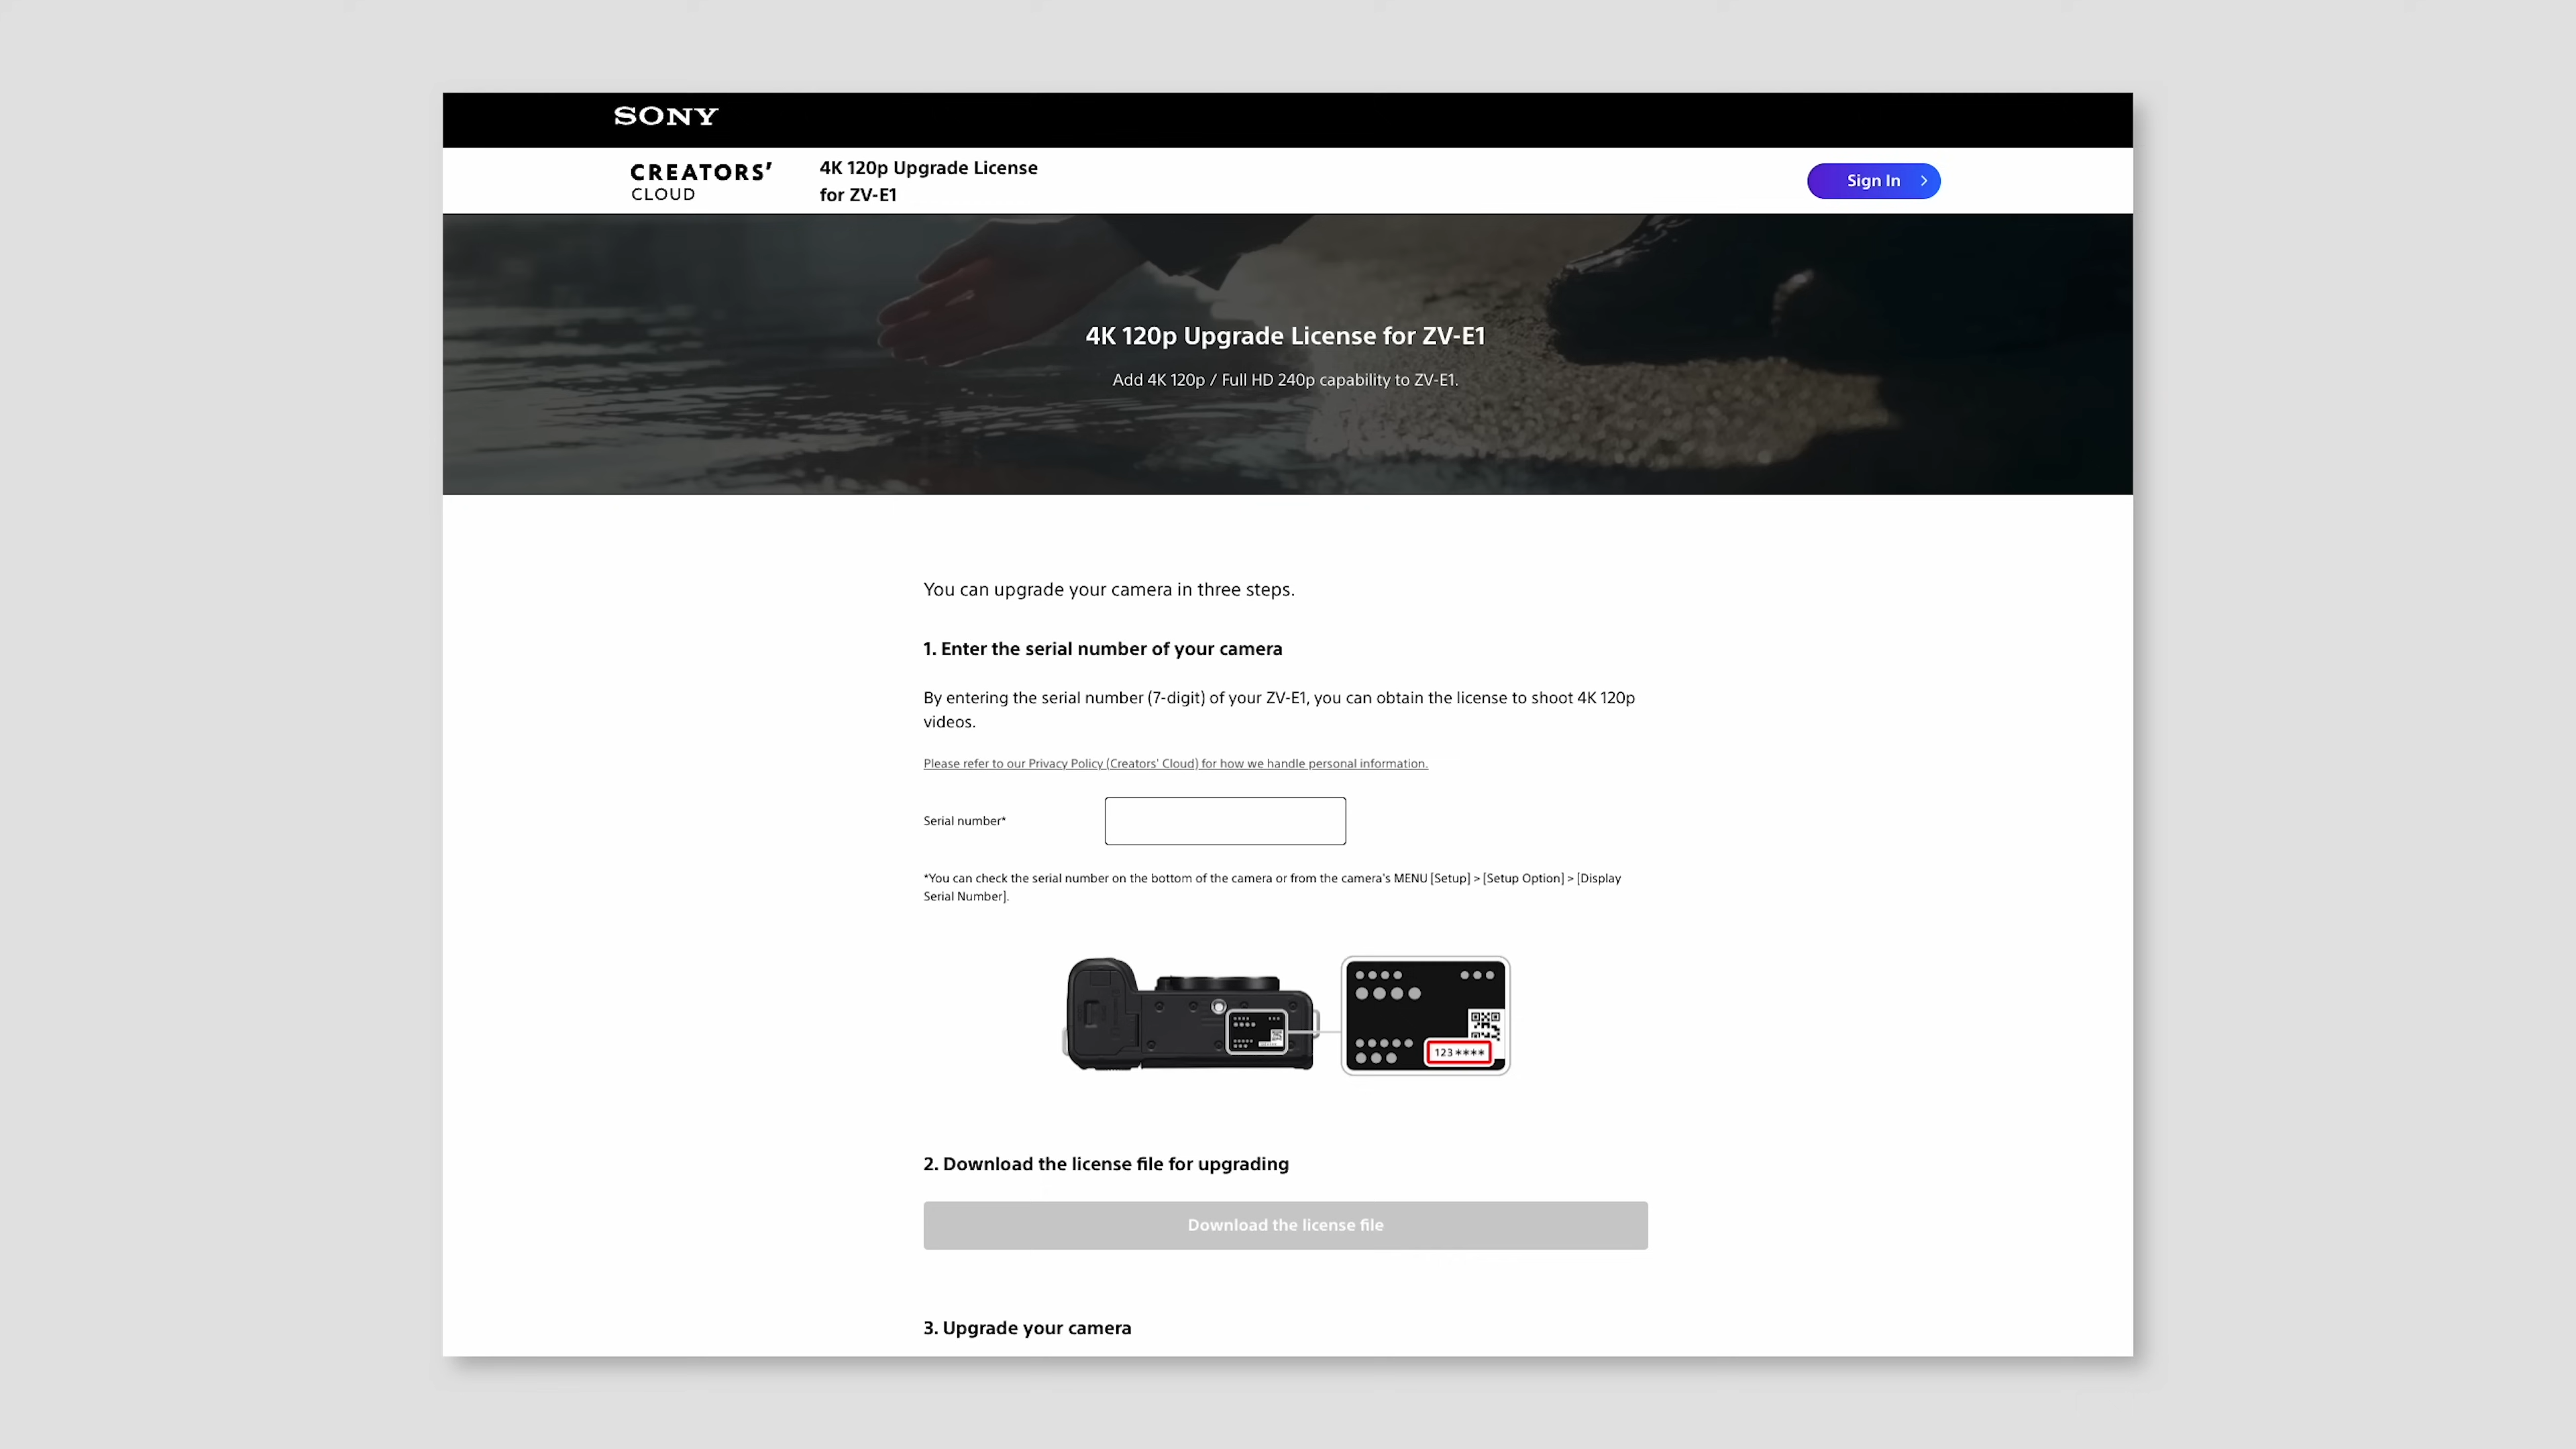 SONY
CREATORS'
CLOUD
4K 120p Upgrade License
for ZV-E1
Sign In
4K 120p Upgrade License for ZV-E1
Add 4K 120p / Full HD 240p capability to ZV-E1.
You can upgrade your camera in three steps.
1. Enter the serial number of your camera
By entering the serial number (7-digit) of your ZV-E1, you can obtain the license to shoot 4K 120p
videos.
Please refer to our Privacy Policy (Creators' Cloud) for how we handle personal information.
Serial number*
*You can check the serial number on the bottom of the camera or from the camera's MENU [Setup] > [Setup Option] > [Display
Serial Number].
123****
2. Download the license file for upgrading
Download the license file
3. Upgrade your camera